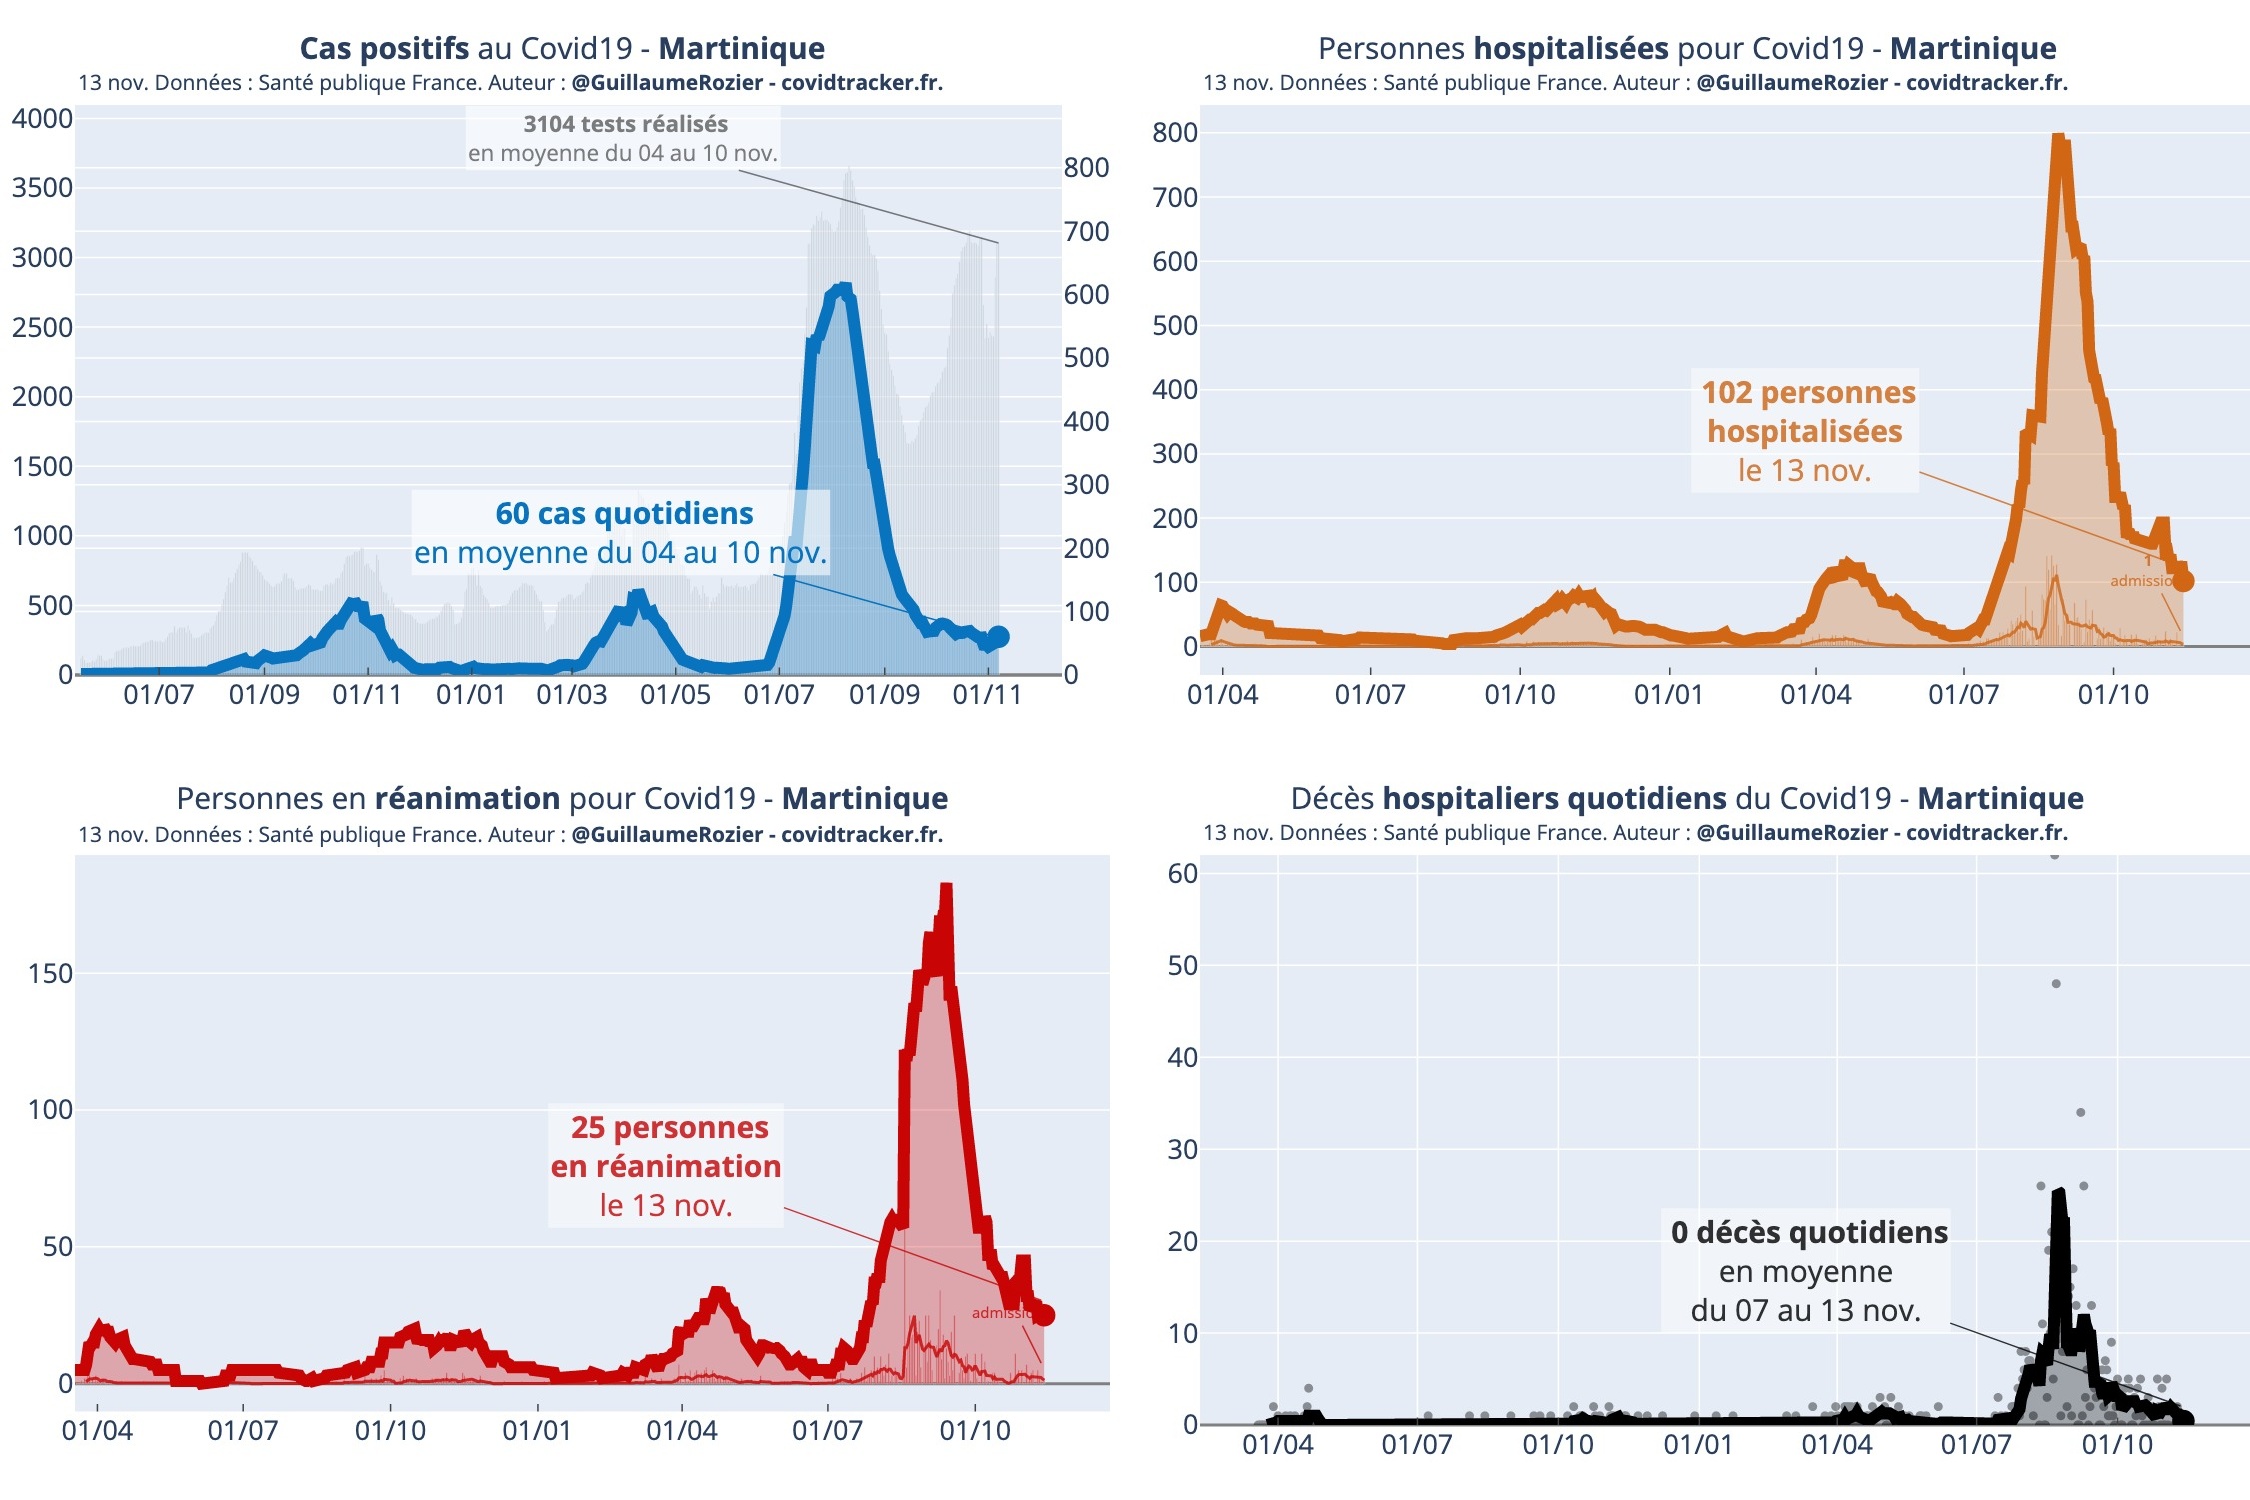 Cas positifs au Covid19 - Martinique
13 nov. Données : Santé publique France. Auteur : @GuillaumeRozier - covidtracker.fr.
3104 tests réalisés
en moyenne du 04 au 10 nov.
60 cas quotidiens
en moyenne du 04 au 10 nov.
4000
3500
3000
2500
2000
1500
1000
500
0
800
700
600
500
400
300
200
100
0
01/07 01/09 01/11 01/01 01/03 01/05 01/07 01/09 01/11
Personnes hospitalisées pour Covid19 - Martinique
13 nov. Données : Santé publique France. Auteur : @GuillaumeRozier - covidtracker.fr.
800
700
600
500
400
300
200
100
0
102 personnes
hospitalisées
le 13 nov.
1
admissio
01/04 01/07 01/10 01/01 01/04 01/07 01/10
Personnes en réanimation pour Covid19 - Martinique
13 nov. Données : Santé publique France. Auteur : @GuillaumeRozier - covidtracker.fr.
150
100
50
0
25 personnes
en réanimation
le 13 nov.
01/04 01/07 01/10 01/01 01/04 01/07 01/10
Décès hospitaliers quotidiens du Covid19 - Martinique
13 nov. Données : Santé publique France. Auteur : @GuillaumeRozier - covidtracker.fr.
60
50
40
30
20
10
0
0 décès quotidiens
en moyenne
du 07 au 13 nov.
01/04 01/07 01/10 01/01 01/04 01/07 01/10